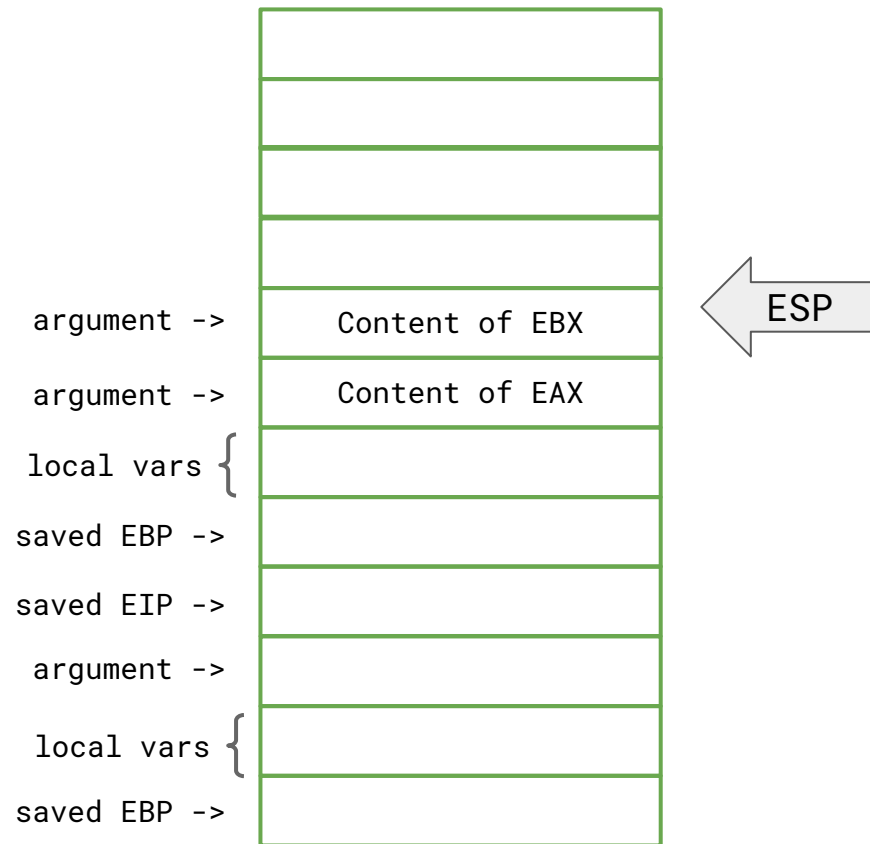 ESP
argument -> Content of EBX
argument -> Content of EAX
local vars {
saved EBP ->
saved EIP ->
argument ->
local vars {
saved EBP ->